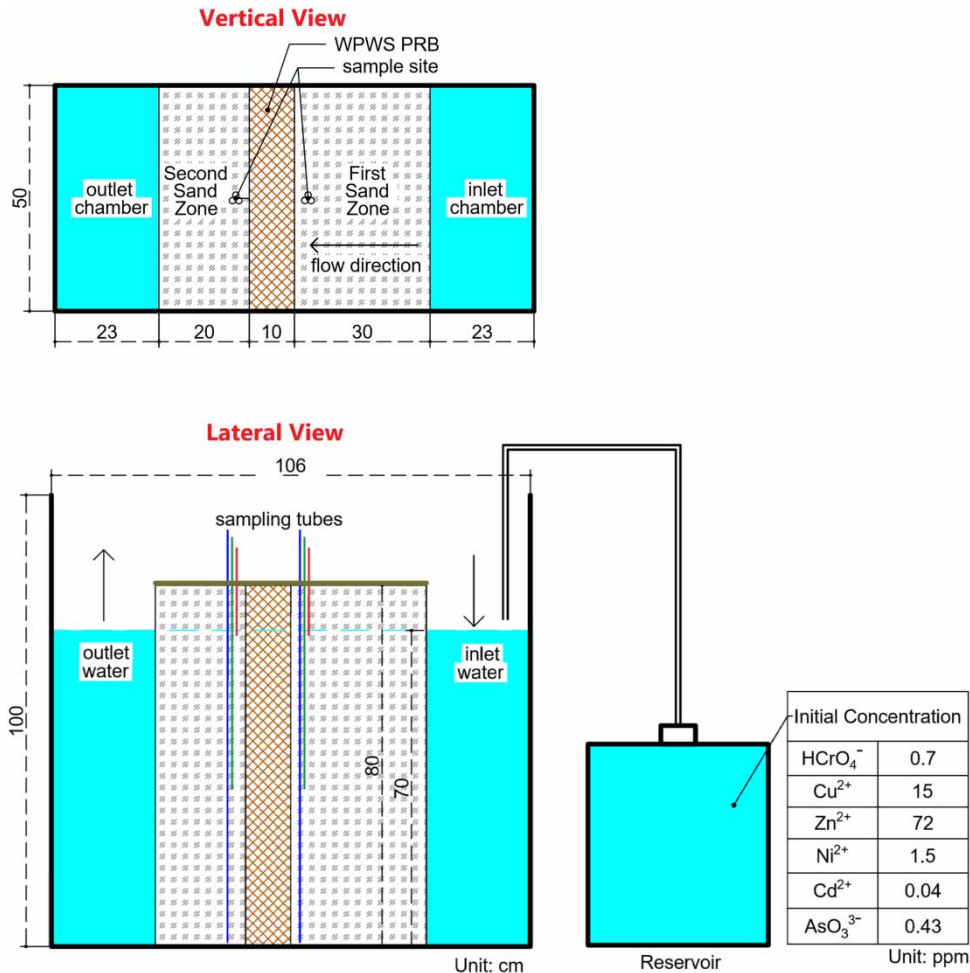 Vertical View
WPWS PRB
sample site
50
outlet
chamber
Second
Sand
Zone
First
Sand
Zone
inlet
chamber
flow direction
23
20
10
30
23
Lateral View
106
sampling tubes
100
outlet
water
inlet
water
80
70
Unit: cm
Reservoir
Initial Concentration
HCrO₄⁻ 0.7
Cu²⁺ 15
Zn²⁺ 72
Ni²⁺ 1.5
Cd²⁺ 0.04
AsO₃³⁻ 0.43
Unit: ppm